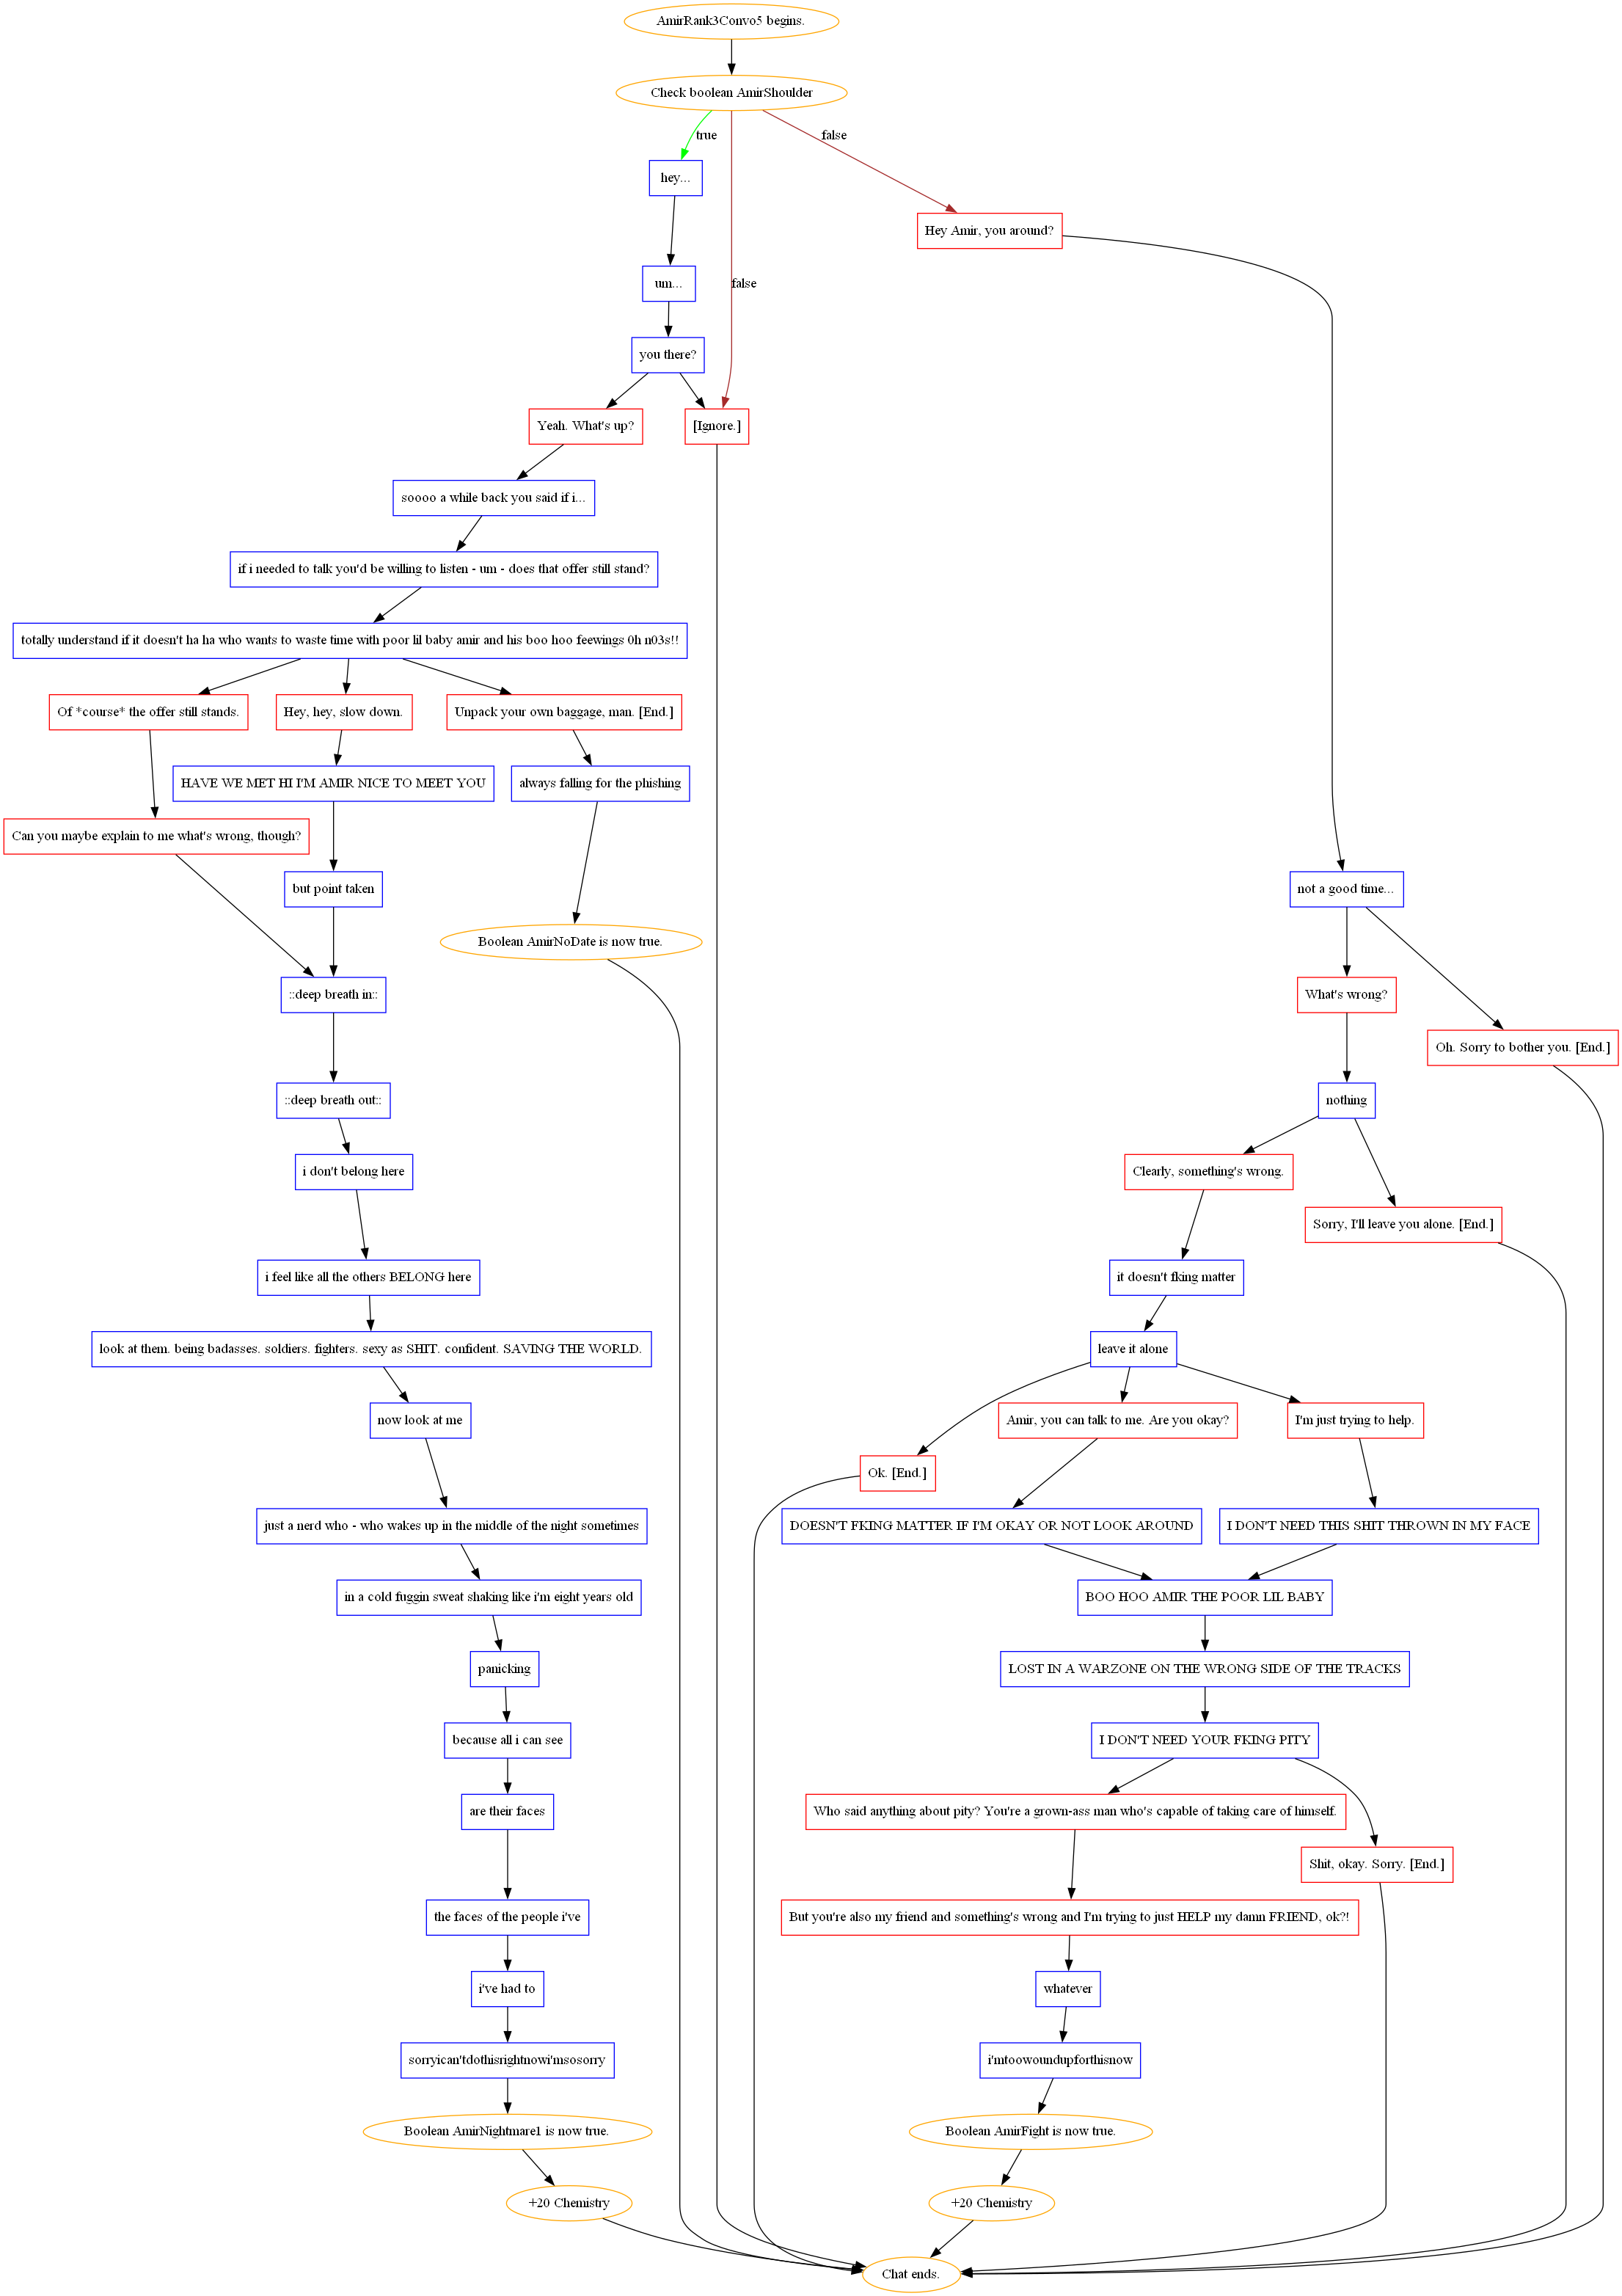 AmirRank3Convo5 begins.
Check boolean AmirShoulder
true
false
hey...
Hey Amir, you around?
um...
false
you there?
Yeah. What's up?
[Ignore.]
soooo a while back you said if i...
if i needed to talk you'd be willing to listen - um - does that offer still stand?
totally understand if it doesn't ha ha who wants to waste time with poor lil baby amir and his boo hoo feewings 0h n03s!!
Of *course* the offer still stands.
Hey, hey, slow down.
Unpack your own baggage, man. [End.]
HAVE WE MET HI I'M AMIR NICE TO MEET YOU
always falling for the phishing
Can you maybe explain to me what's wrong, though?
but point taken
not a good time...
Boolean AmirNoDate is now true.
::deep breath in::
What's wrong?
Oh. Sorry to bother you. [End.]
::deep breath out::
nothing
i don't belong here
Clearly, something's wrong.
Sorry, I'll leave you alone. [End.]
i feel like all the others BELONG here
it doesn't fking matter
look at them. being badasses. soldiers. fighters. sexy as SHIT. confident. SAVING THE WORLD.
leave it alone
now look at me
Amir, you can talk to me. Are you okay?
I'm just trying to help.
Ok. [End.]
just a nerd who - who wakes up in the middle of the night sometimes
DOESN'T FKING MATTER IF I'M OKAY OR NOT LOOK AROUND
I DON'T NEED THIS SHIT THROWN IN MY FACE
in a cold fuggin sweat shaking like i'm eight years old
BOO HOO AMIR THE POOR LIL BABY
panicking
LOST IN A WARZONE ON THE WRONG SIDE OF THE TRACKS
because all i can see
I DON'T NEED YOUR FKING PITY
are their faces
Who said anything about pity? You're a grown-ass man who's capable of taking care of himself.
Shit, okay. Sorry. [End.]
the faces of the people i've
But you're also my friend and something's wrong and I'm trying to just HELP my damn FRIEND, ok?!
i've had to
whatever
sorryican'tdothisrightnowi'msosorry
i'mtoowoundupforthisnow
Boolean AmirNightmare1 is now true.
Boolean AmirFight is now true.
+20 Chemistry
+20 Chemistry
Chat ends.